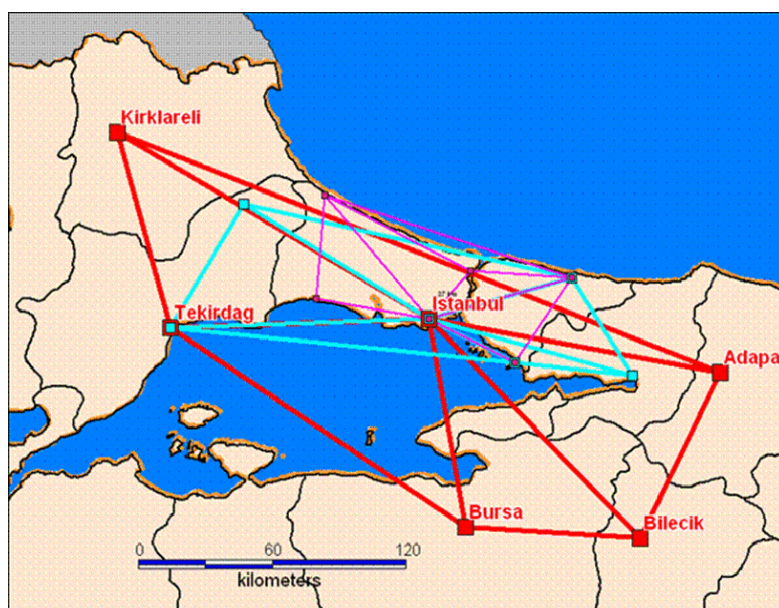 Kirklareli
Tekirdag
Istanbul
Adapa
Bursa
Bilecik
0 60 120
kilometers